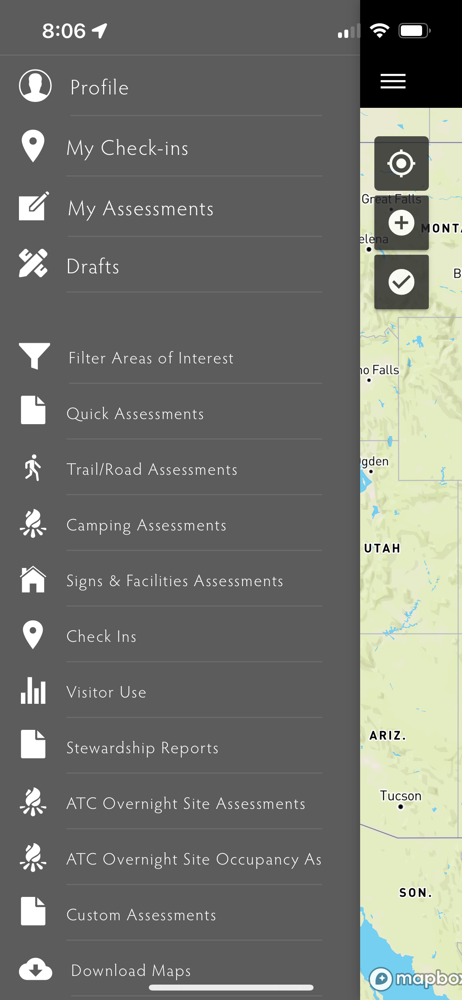 8:06
Profile
My Check-ins
My Assessments
Drafts
Filter Areas of Interest
Quick Assessments
Trail/Road Assessments
Camping Assessments
Signs & Facilities Assessments
Check Ins
Visitor Use
Stewardship Reports
ATC Overnight Site Assessments
ATC Overnight Site Occupancy As
Custom Assessments
Download Maps
Great Falls
MONTA
elena
B
no Falls
gden
UTAH
ARIZ.
Tucson
SON.
mapbox